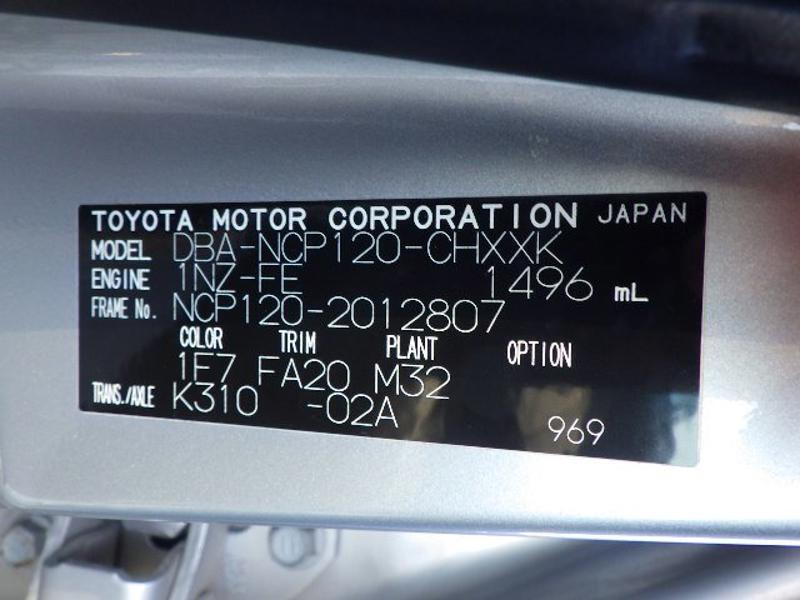 TOYOTA MOTOR CORPORATION JAPAN
MODEL DBA-NCP120-CHXXK
ENGINE 1NZ-FE 1496 mL
FRAME No. NCP120-2012807
COLOR TRIM PLANT OPTION
1E7 FA20 M32
TRANS./AXLE K310 -02A
969